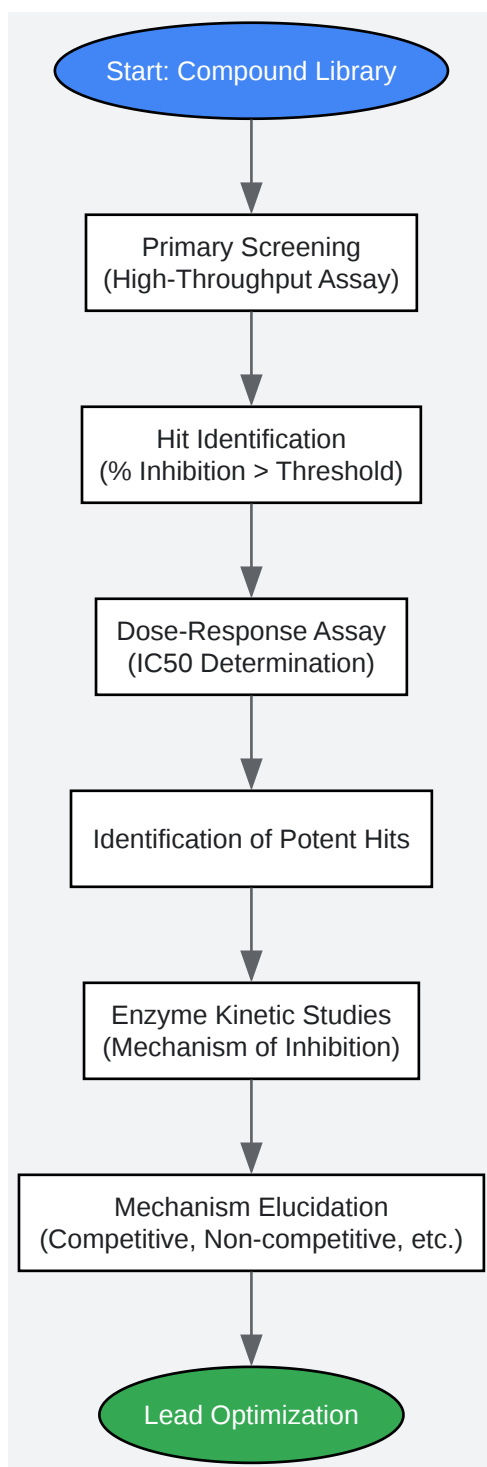 Start: Compound Library
Primary Screening
(High-Throughput Assay)
Hit Identification
(% Inhibition > Threshold)
Dose-Response Assay
(IC50 Determination)
Identification of Potent Hits
Enzyme Kinetic Studies
(Mechanism of Inhibition)
Mechanism Elucidation
(Competitive, Non-competitive, etc.)
Lead Optimization